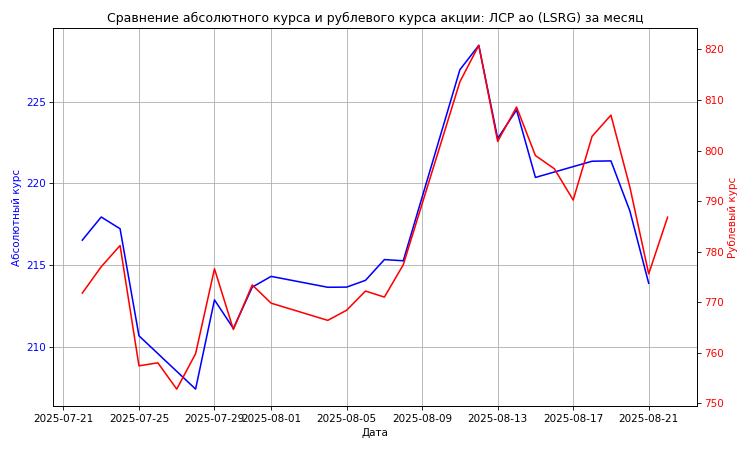 Сравнение абсолютного курса и рублевого курса акции: ЛСР ао (LSRG) за месяц
225
220
215
210
Абсолютный курс
820
810
800
790
780
770
760
750
Рублевый курс
2025-07-21 2025-07-25 2025-07-29 2025-08-01 2025-08-05 2025-08-09 2025-08-13 2025-08-17 2025-08-21
Дата